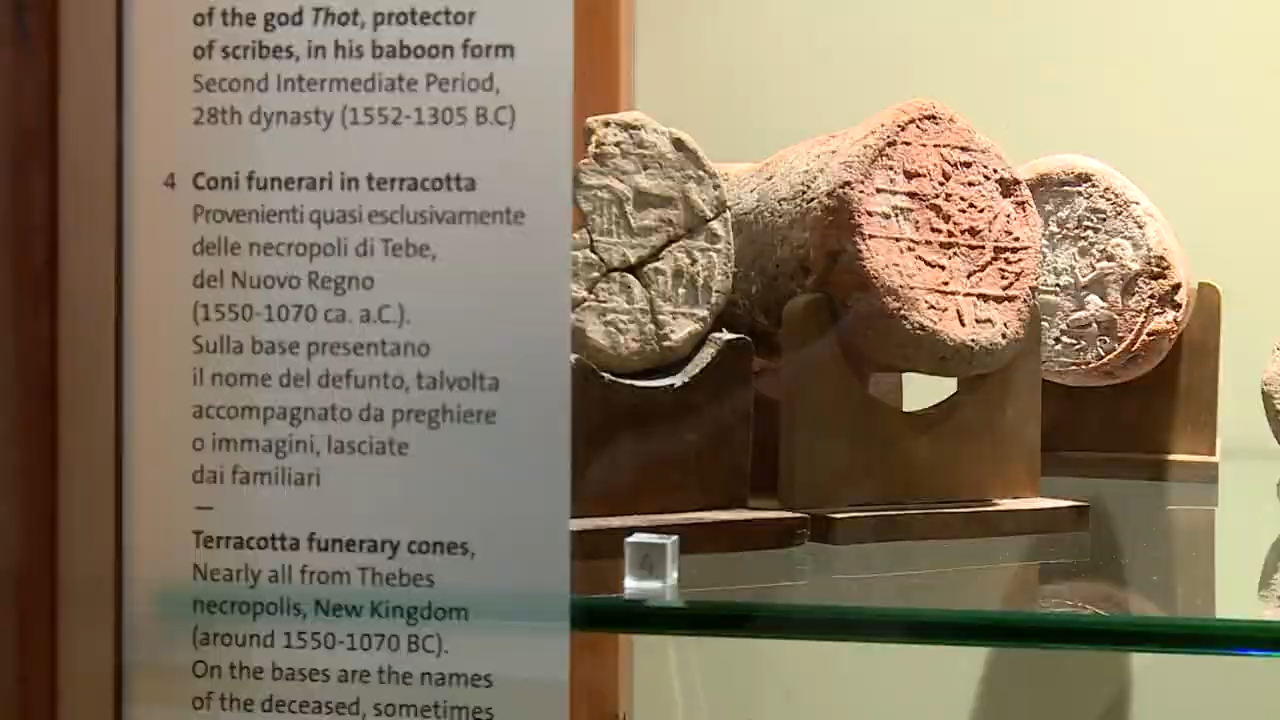 of the god Thot, protector
of scribes, in his baboon form
Second Intermediate Period,
28th dynasty (1552-1305 B.C)
4 Coni funerari in terracotta
Provenienti quasi esclusivamente
delle necropoli di Tebe,
del Nuovo Regno
(1550-1070 ca. a.C.).
Sulla base presentano
il nome del defunto, talvolta
accompagnato da preghiere
o immagini, lasciate
dai familiari
—
Terracotta funerary cones,
Nearly all from Thebes
necropolis, New Kingdom
(around 1550-1070 BC).
On the bases are the names
of the deceased, sometimes
4